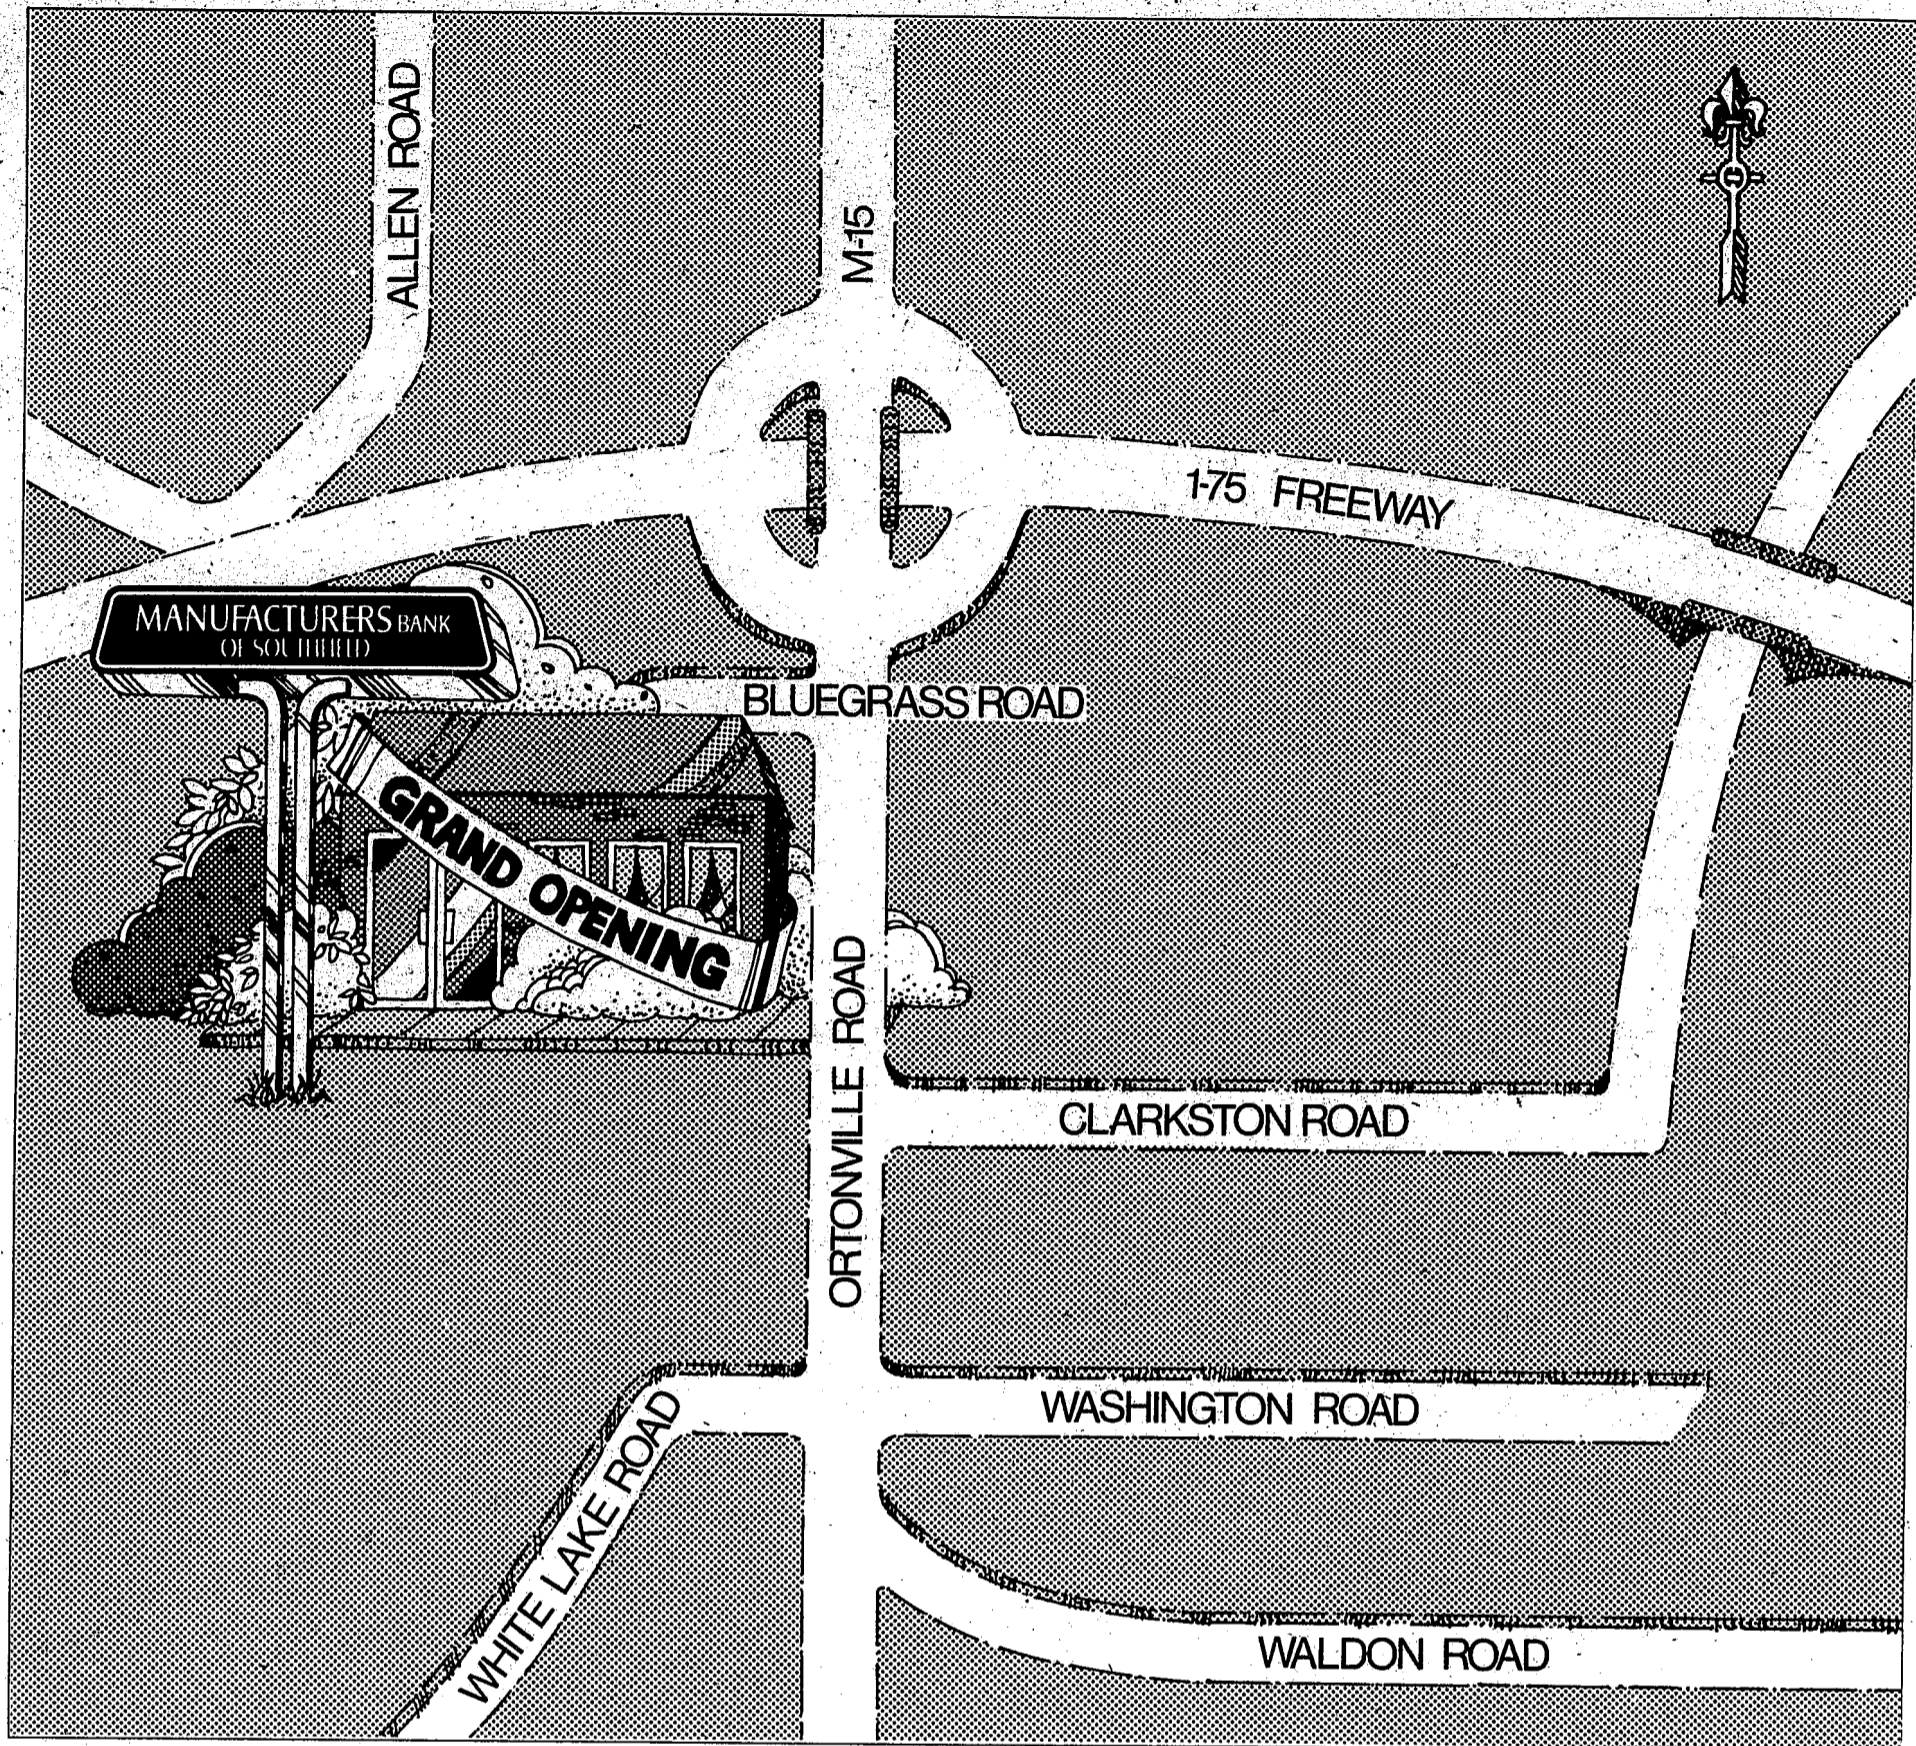 ALLEN ROAD
M-15
1-75 FREEWAY
MANUFACTURERS BANK
OF SOUTHFIELD
BLUEGRASS ROAD
GRAND OPENING
ORTONVILLE ROAD
CLARKSTON ROAD
WASHINGTON ROAD
WHITE LAKE ROAD
WALDON ROAD